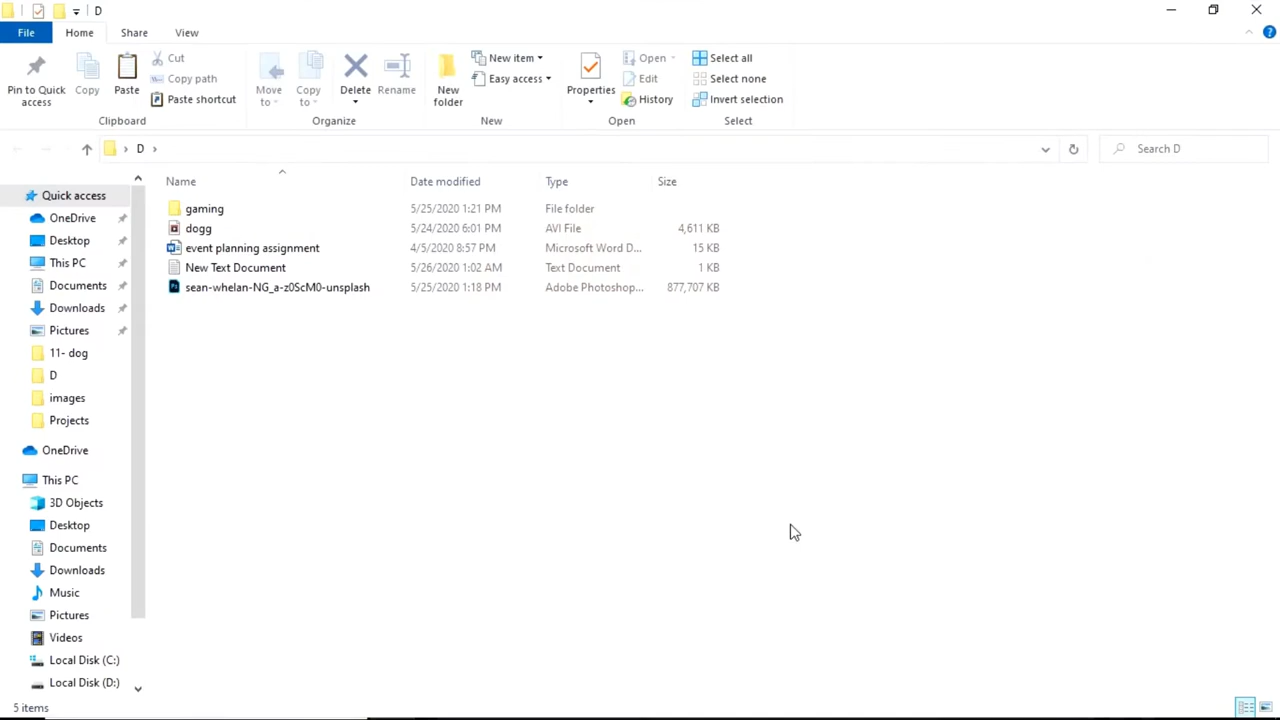 D
File Home Share View
Pin to Quick access Copy Paste Cut Copy path Paste shortcut Move to Copy to Delete Rename New folder New item Easy access Properties Open Edit History Select all Select none Invert selection
Clipboard Organize New Open Select
D Search D
Name Date modified Type Size
gaming 5/25/2020 1:21 PM File folder
dogg 5/24/2020 6:01 PM AVI File 4,611 KB
event planning assignment 4/5/2020 8:57 PM Microsoft Word D... 15 KB
New Text Document 5/26/2020 1:02 AM Text Document 1 KB
sean-whelan-NG_a-z0ScM0-unsplash 5/25/2020 1:18 PM Adobe Photoshop... 877,707 KB
Quick access
OneDrive
Desktop
This PC
Documents
Downloads
Pictures
11- dog
D
images
Projects
OneDrive
This PC
3D Objects
Desktop
Documents
Downloads
Music
Pictures
Videos
Local Disk (C:)
Local Disk (D:)
5 items